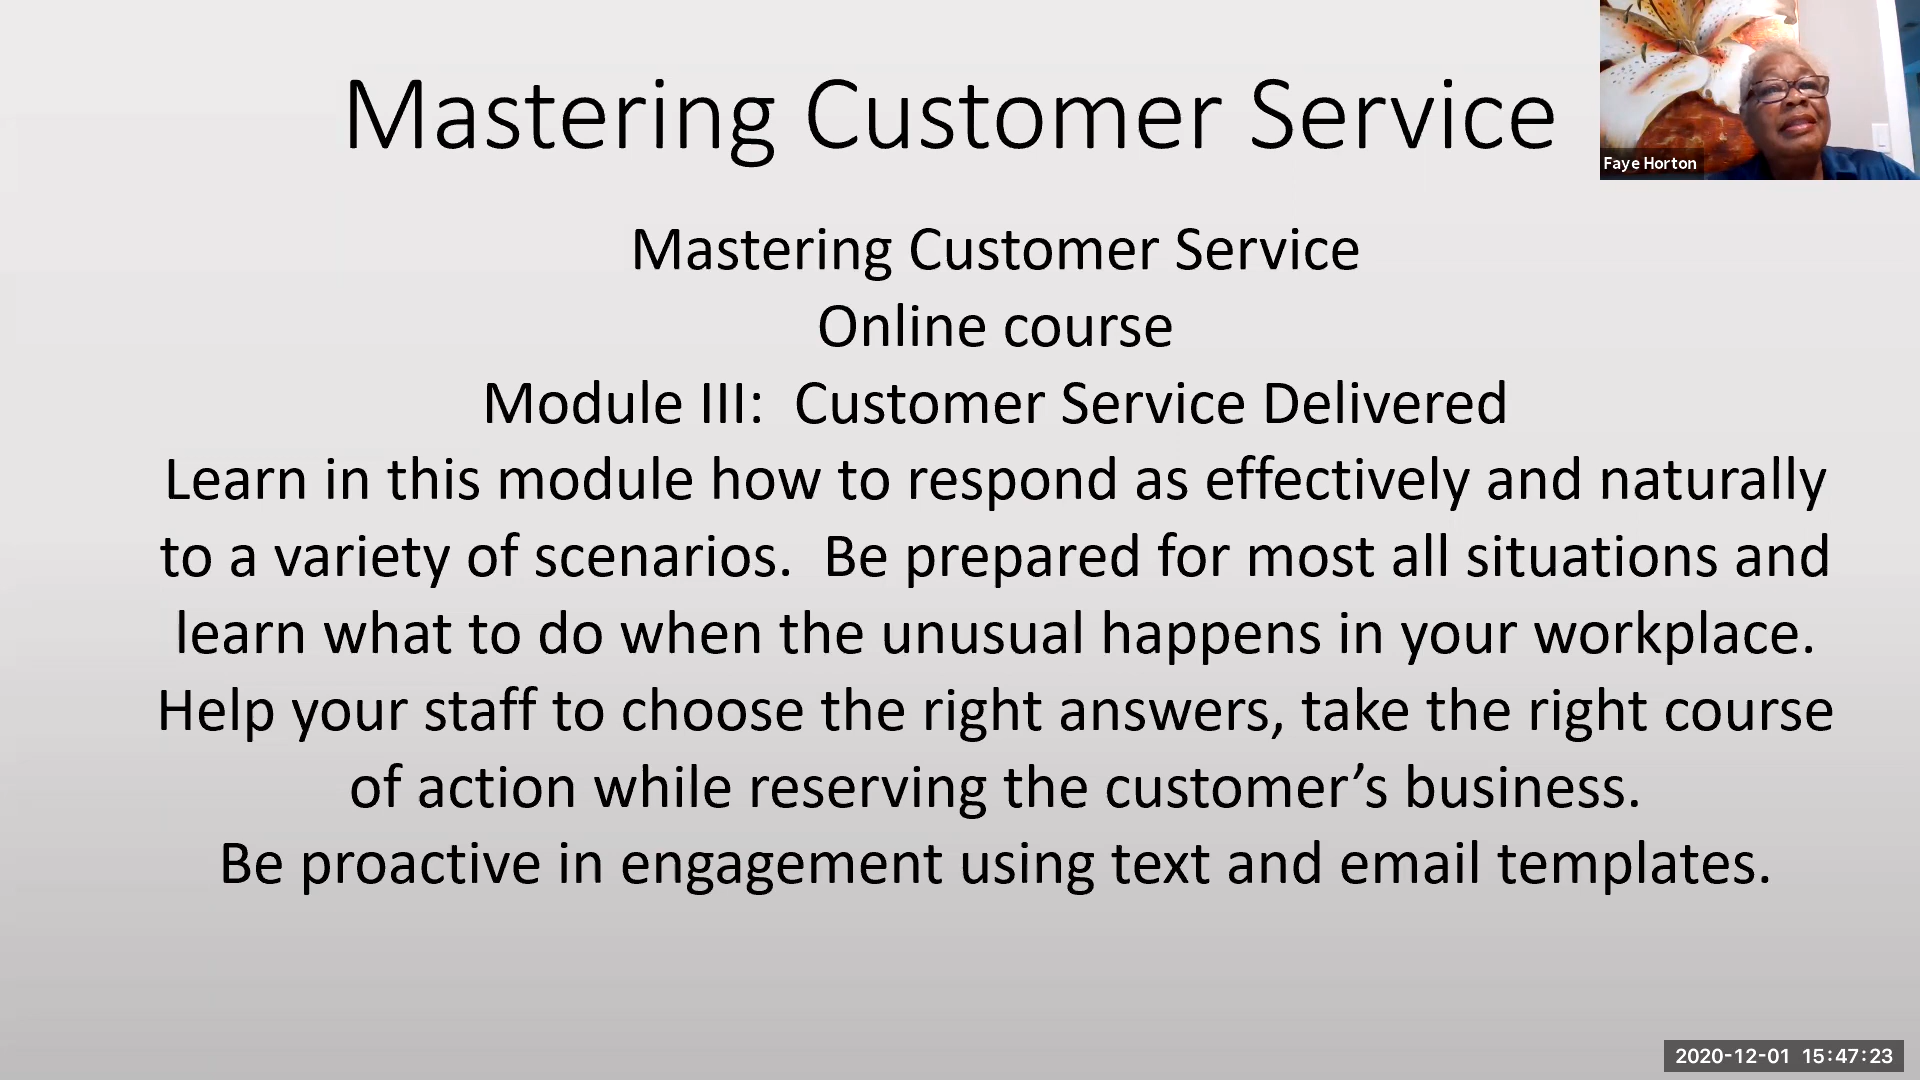 Mastering Customer Service
Faye Horton
Mastering Customer Service
Online course
Module III:  Customer Service Delivered
Learn in this module how to respond as effectively and naturally
to a variety of scenarios.  Be prepared for most all situations and
learn what to do when the unusual happens in your workplace.
Help your staff to choose the right answers, take the right course
of action while reserving the customer’s business.
Be proactive in engagement using text and email templates.
2020-12-01  15:47:23